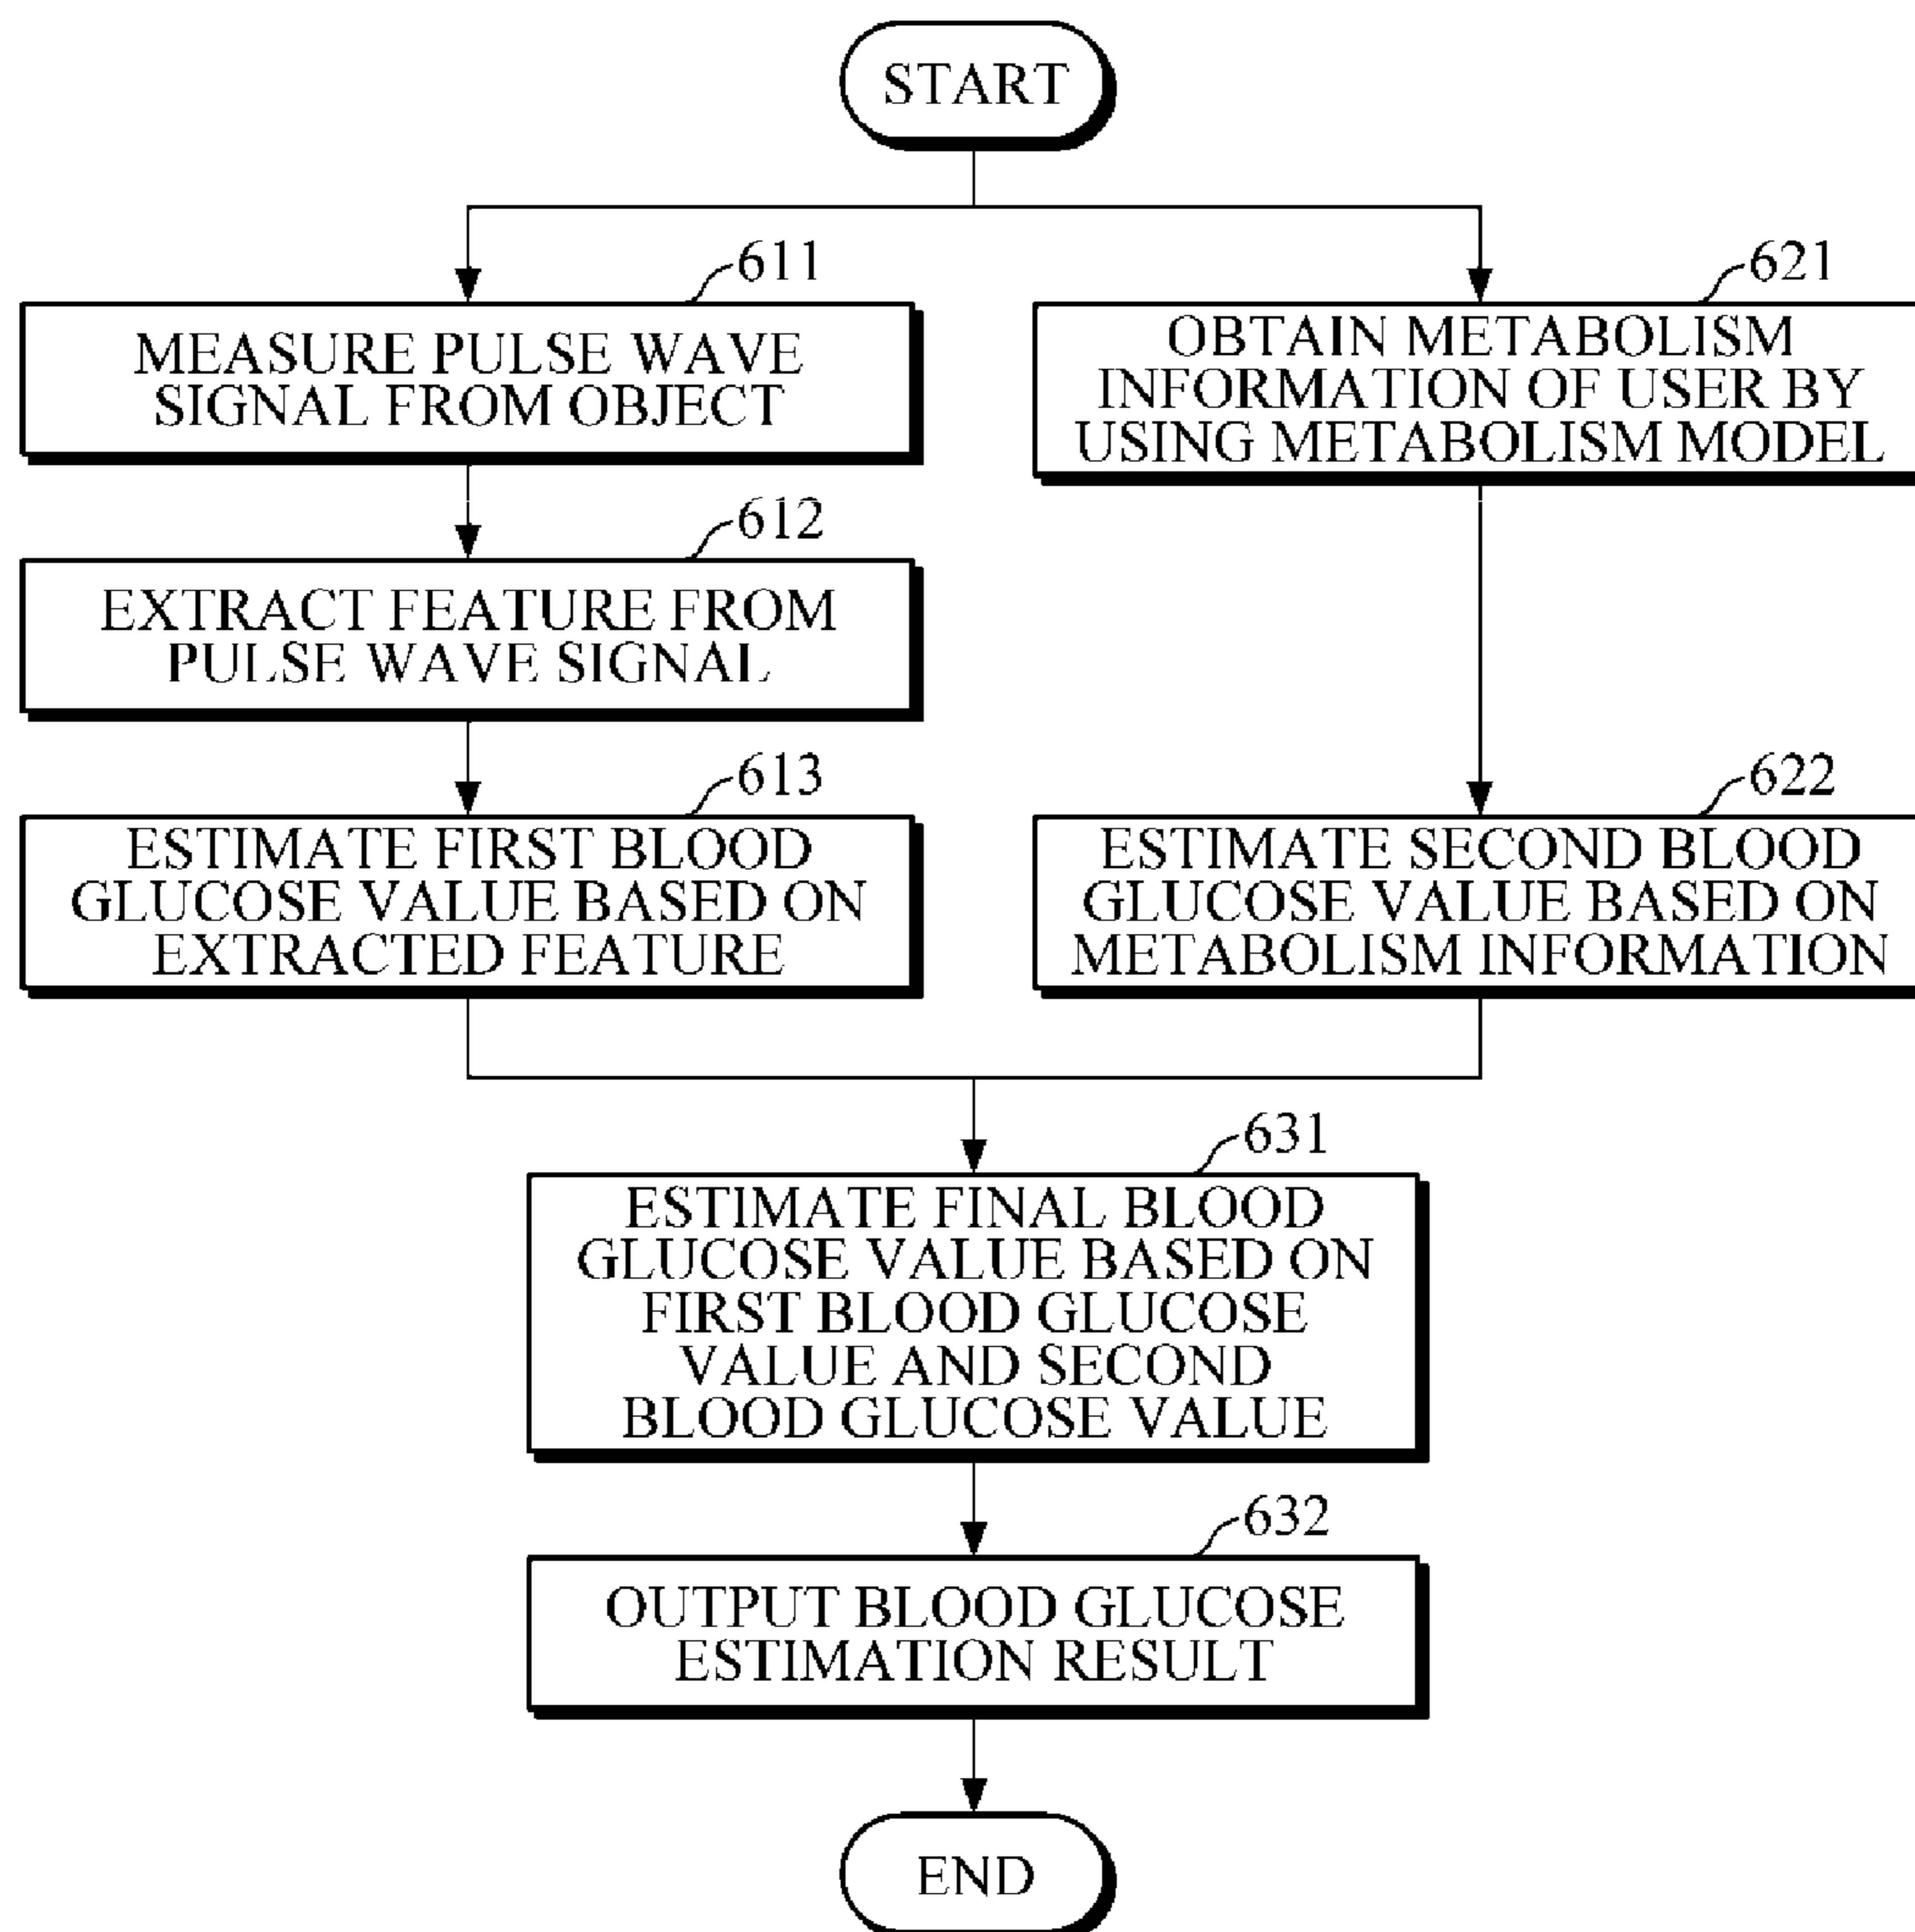 START
611
MEASURE PULSE WAVE
SIGNAL FROM OBJECT
612
EXTRACT FEATURE FROM
PULSE WAVE SIGNAL
613
ESTIMATE FIRST BLOOD
GLUCOSE VALUE BASED ON
EXTRACTED FEATURE
621
OBTAIN METABOLISM
INFORMATION OF USER BY
USING METABOLISM MODEL
622
ESTIMATE SECOND BLOOD
GLUCOSE VALUE BASED ON
METABOLISM INFORMATION
631
ESTIMATE FINAL BLOOD
GLUCOSE VALUE BASED ON
FIRST BLOOD GLUCOSE
VALUE AND SECOND
BLOOD GLUCOSE VALUE
632
OUTPUT BLOOD GLUCOSE
ESTIMATION RESULT
END